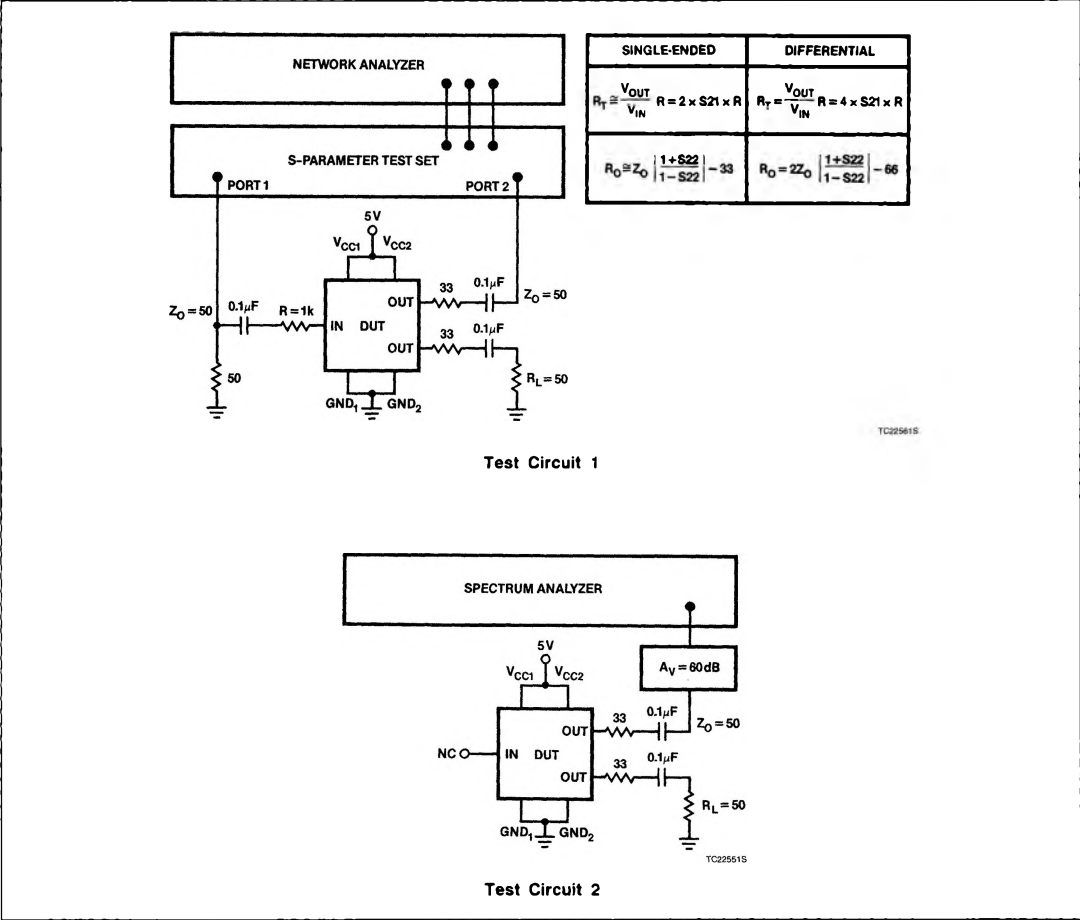 NETWORK ANALYZER
S-PARAMETER TEST SET
PORT 1
PORT 2
SINGLE-ENDED
DIFFERENTIAL
R_T ≅ V_OUT/V_IN R = 2 x S21 x R
R_T = V_OUT/V_IN R = 4 x S21 x R
R_O ≅ Z_O |1+S22/1−S22| − 33
R_O = 2Z_O |1+S22/1−S22| − 66
5V
V_CC1
V_CC2
Z_O = 50
0.1μF
R = 1k
IN
DUT
OUT
OUT
33
0.1μF
Z_O = 50
33
0.1μF
R_L = 50
50
GND_1
GND_2
TC22561S
Test Circuit 1
SPECTRUM ANALYZER
A_V = 60dB
5V
V_CC1
V_CC2
NC
IN
DUT
OUT
OUT
33
0.1μF
Z_O = 50
33
0.1μF
R_L = 50
GND_1
GND_2
TC22551S
Test Circuit 2